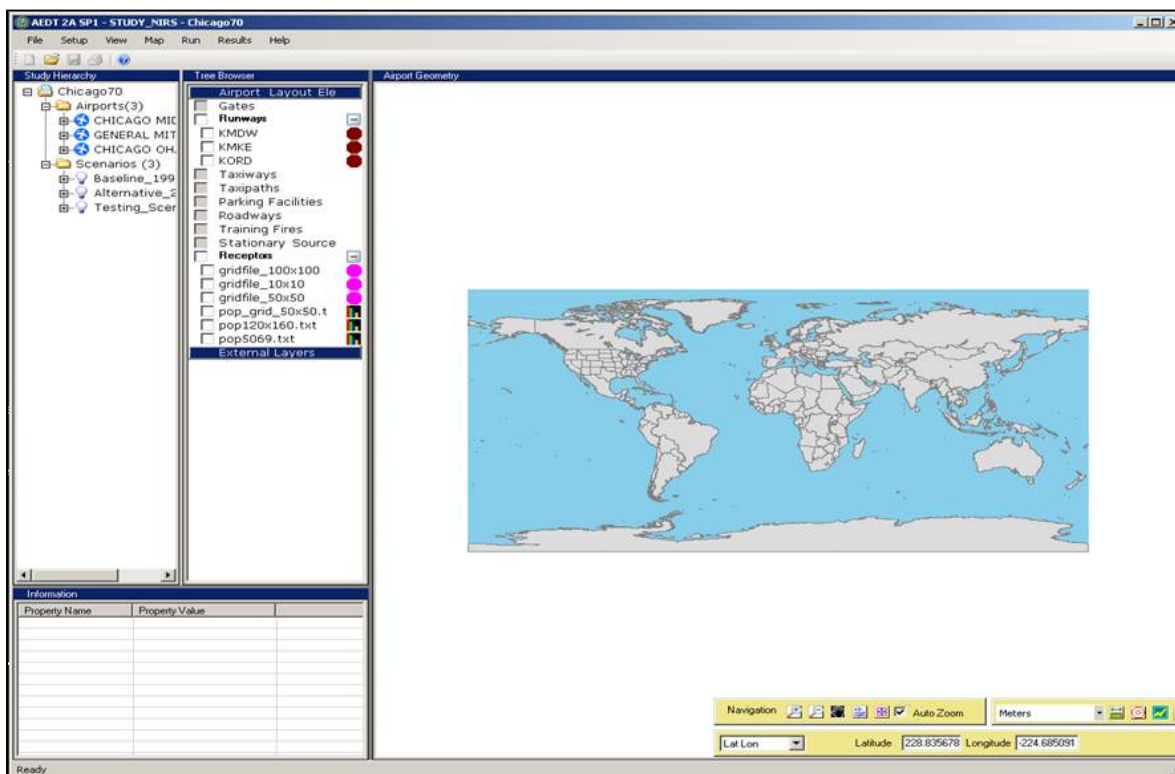 AEDT 2A SP1 - STUDY_NIRS - Chicago70
File Setup View Map Run Results Help
Study Hierarchy
Chicago70
Airports(3)
CHICAGO MID
GENERAL MIT
CHICAGO OH.
Scenarios (3)
Baseline_199
Alternative_2
Testing_Scer
Tree Browser
Airport Layout Ele
Gates
Runways
KMDW
KMKE
KORD
Taxiways
Taxipaths
Parking Facilities
Roadways
Training Fires
Stationary Source
Receptors
gridfile_100x100
gridfile_10x10
gridfile_50x50
pop_grid_50x50.t
pop120x160.txt
pop5069.txt
External Layers
Airport Geometry
Information
Property Name Property Value
Navigation Auto Zoom Meters
Lat Lon Latitude 228.835678 Longitude -224.685091
Ready